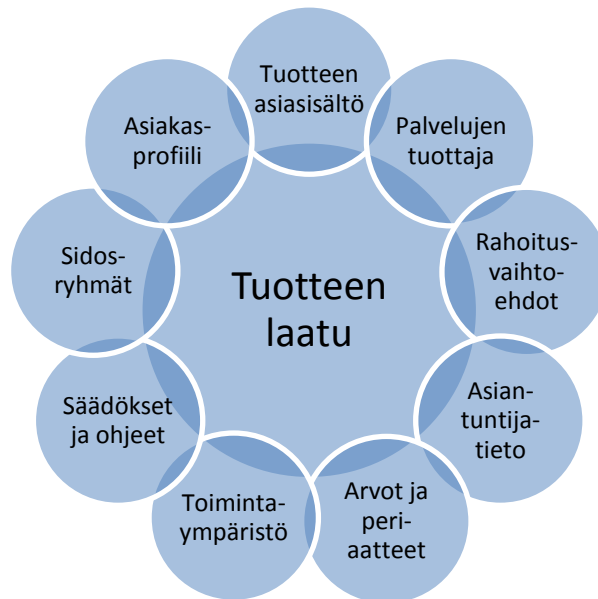 Tuotteen
asiasisältö
Palvelujen
tuottaja
Rahoitus-
vaihto-
ehdot
Asian-
tuntija-
tieto
Arvot ja
peri-
aatteet
Toiminta-
ympäristö
Säädökset
ja ohjeet
Sidos-
ryhmät
Asiakas-
profiili
Tuotteen
laatu